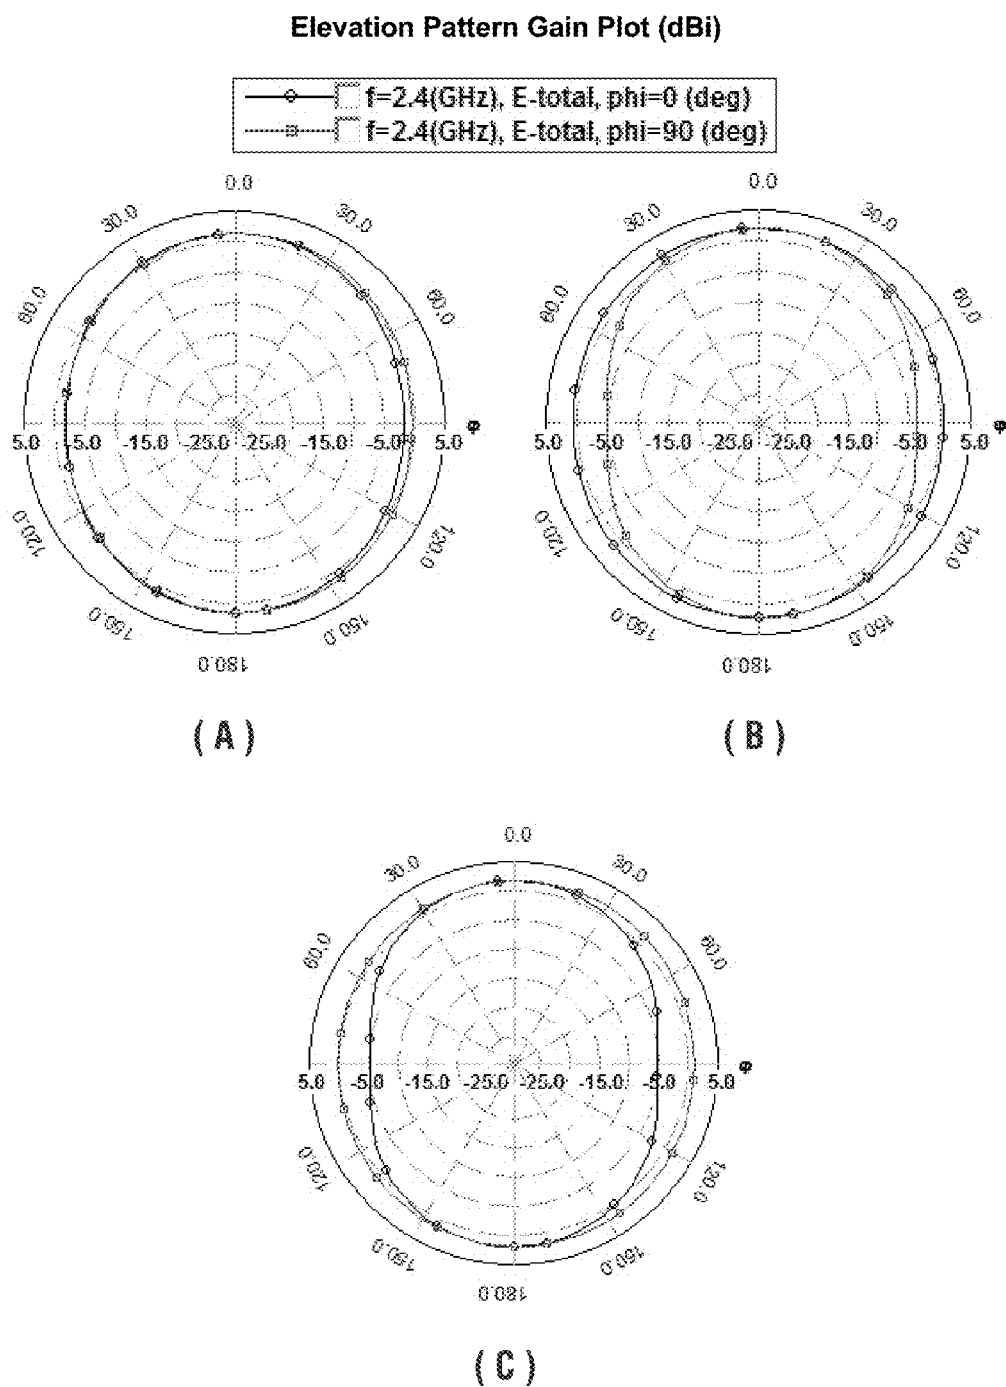 Elevation Pattern Gain Plot (dBi)
f=2.4(GHz), E-total, phi=0 (deg)
f=2.4(GHz), E-total, phi=90 (deg)
0.0
30.0 30.0
60.0 60.0
5.0 -5.0 -15.0 -25.0 -25.0 -15.0 -5.0 5.0 φ
120.0 120.0
150.0 150.0
180.0
( A )
0.0
30.0 30.0
60.0 60.0
5.0 -5.0 -15.0 -25.0 -25.0 -15.0 -5.0 5.0 φ
120.0 120.0
150.0 150.0
180.0
( B )
0.0
30.0 30.0
60.0 60.0
5.0 -5.0 -15.0 -25.0 -25.0 -15.0 -5.0 5.0 φ
120.0 120.0
150.0 150.0
180.0
( C )